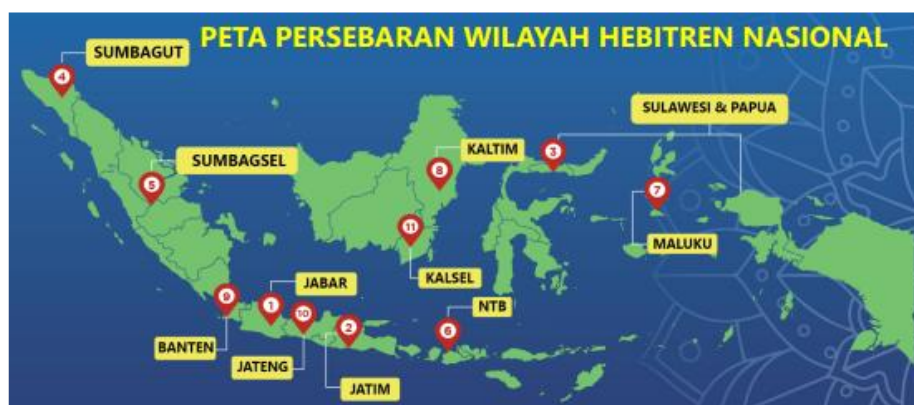 PETA PERSEBARAN WILAYAH HEBITREN NASIONAL
SUMBAGUT
4
SULAWESI & PAPUA
SUMBAGSEL
KALTIM
3
8
5
7
11
MALUKU
KALSEL
JABAR
9
1
10
NTB
2
6
BANTEN
JATENG
JATIM